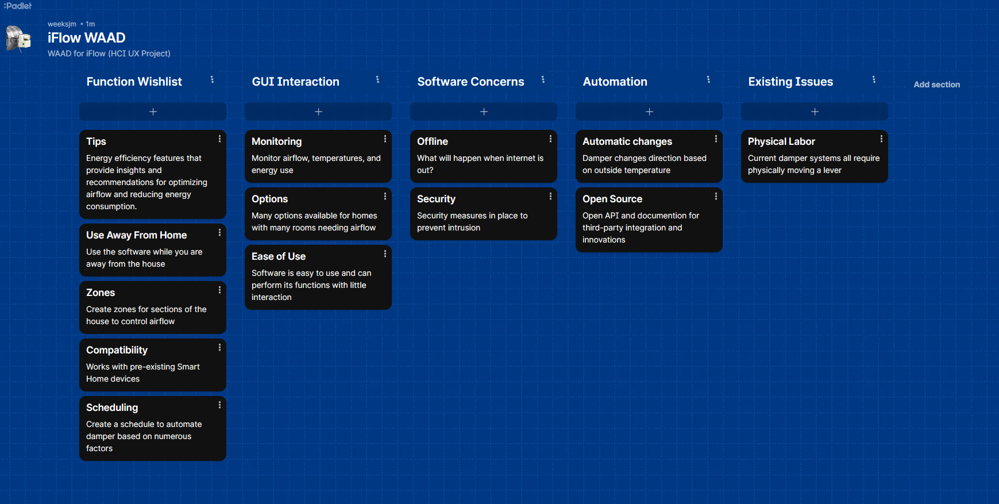 :Padlet
weeksjm • 1m
iFlow WAAD
WAAD for iFlow (HCI UX Project)
Function Wishlist
Tips
Energy efficiency features that
provide insights and
recommendations for optimizing
airflow and reducing energy
consumption.
Use Away From Home
Use the software while you are
away from the house
Zones
Create zones for sections of the
house to control airflow
Compatibility
Works with pre-existing Smart
Home devices
Scheduling
Create a schedule to automate
damper based on numerous
factors
GUI Interaction
Monitoring
Monitor airflow, temperatures, and
energy use
Options
Many options available for homes
with many rooms needing airflow
Ease of Use
Software is easy to use and can
perform its functions with little
interaction
Software Concerns
Offline
What will happen when internet is
out?
Security
Security measures in place to
prevent intrusion
Automation
Automatic changes
Damper changes direction based
on outside temperature
Open Source
Open API and documention for
third-party integration and
innovations
Existing Issues
Physical Labor
Current damper systems all require
physically moving a lever
Add section